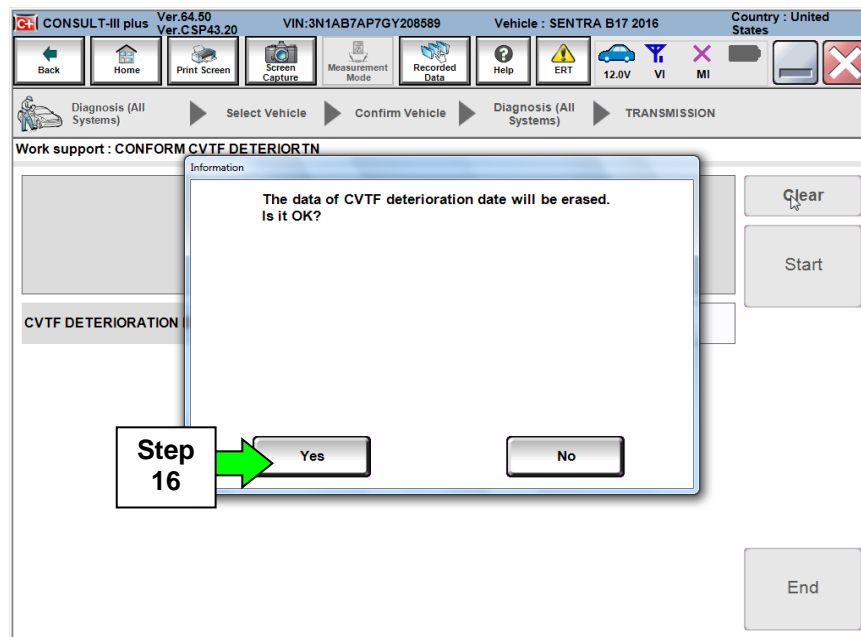 C+ CONSULT-III plus Ver.64.50 VIN:3N1AB7AP7GY208589 Vehicle : SENTRA B17 2016 Country : United
Ver.CSP43.20 States
Back Home Print Screen Screen Capture Measurement Mode Recorded Data Help ERT 12.0V VI MI
Diagnosis (All Systems) Select Vehicle Confirm Vehicle Diagnosis (All Systems) TRANSMISSION
Work support : CONFORM CVTF DETERIORTN
Information
The data of CVTF deterioration date will be erased.
Is it OK?
Clear
Start
CVTF DETERIORATION
Step
16
Yes No
End